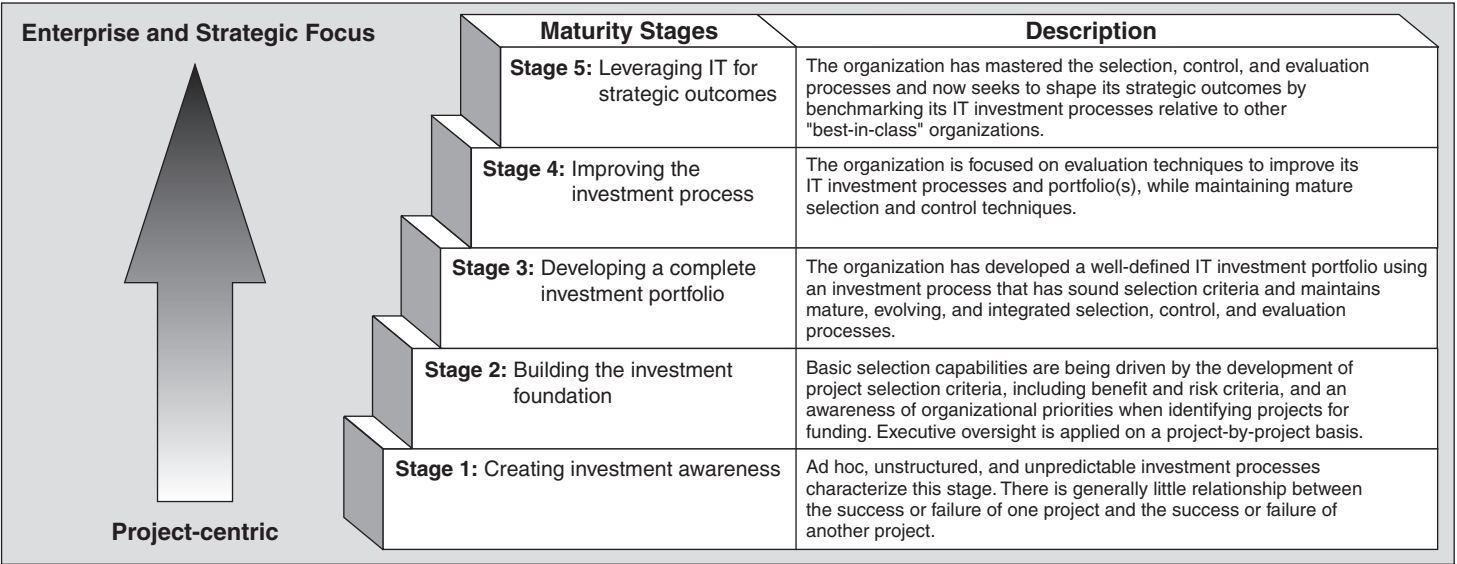 Enterprise and Strategic Focus
Project-centric
Maturity Stages
Description
Stage 5: Leveraging IT for
strategic outcomes
The organization has mastered the selection, control, and evaluation
processes and now seeks to shape its strategic outcomes by
benchmarking its IT investment processes relative to other
"best-in-class" organizations.
Stage 4: Improving the
investment process
The organization is focused on evaluation techniques to improve its
IT investment processes and portfolio(s), while maintaining mature
selection and control techniques.
Stage 3: Developing a complete
investment portfolio
The organization has developed a well-defined IT investment portfolio using
an investment process that has sound selection criteria and maintains
mature, evolving, and integrated selection, control, and evaluation
processes.
Stage 2: Building the investment
foundation
Basic selection capabilities are being driven by the development of
project selection criteria, including benefit and risk criteria, and an
awareness of organizational priorities when identifying projects for
funding. Executive oversight is applied on a project-by-project basis.
Stage 1: Creating investment awareness
Ad hoc, unstructured, and unpredictable investment processes
characterize this stage. There is generally little relationship between
the success or failure of one project and the success or failure of
another project.